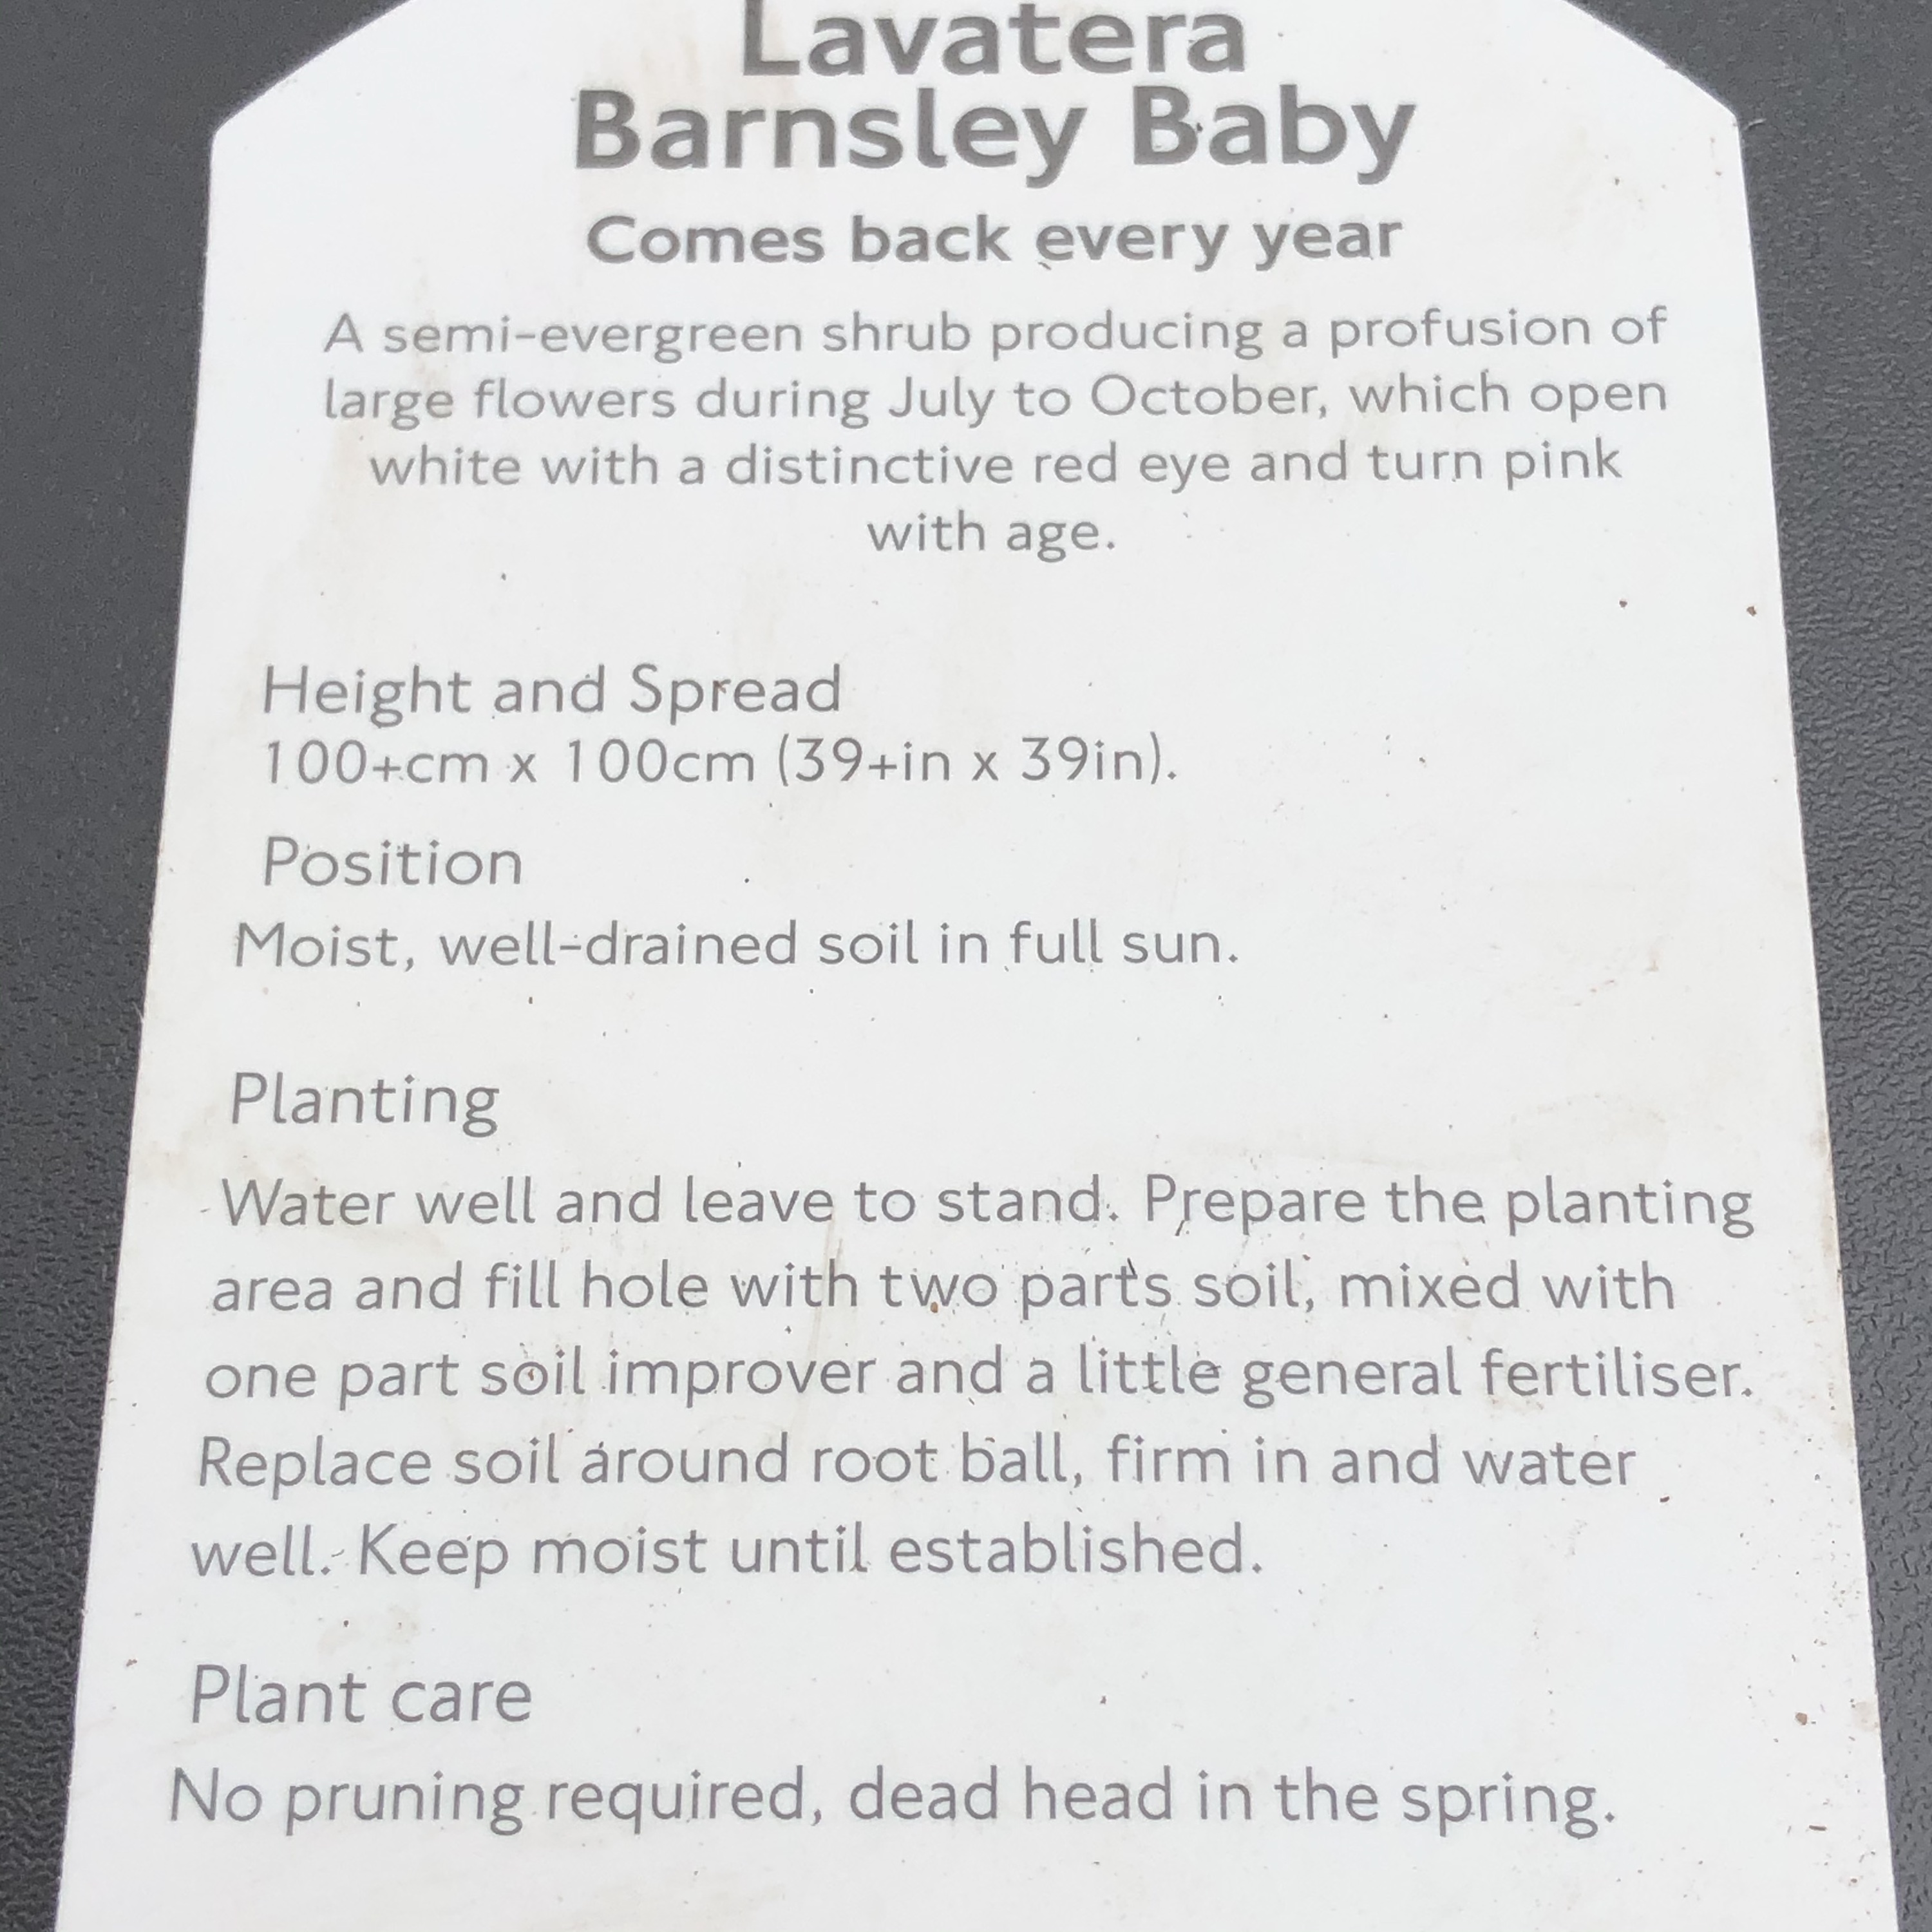 Lavatera
Barnsley Baby
Comes back every year
A semi-evergreen shrub producing a profusion of
large flowers during July to October, which open
white with a distinctive red eye and turn pink
with age.
Height and Spread
100+cm x 100cm (39+in x 39in).
Position
Moist, well-drained soil in full sun.
Planting
Water well and leave to stand. Prepare the planting
area and fill hole with two parts soil, mixed with
one part soil improver and a little general fertiliser.
Replace soil around root ball, firm in and water
well. Keep moist until established.
Plant care
No pruning required, dead head in the spring.